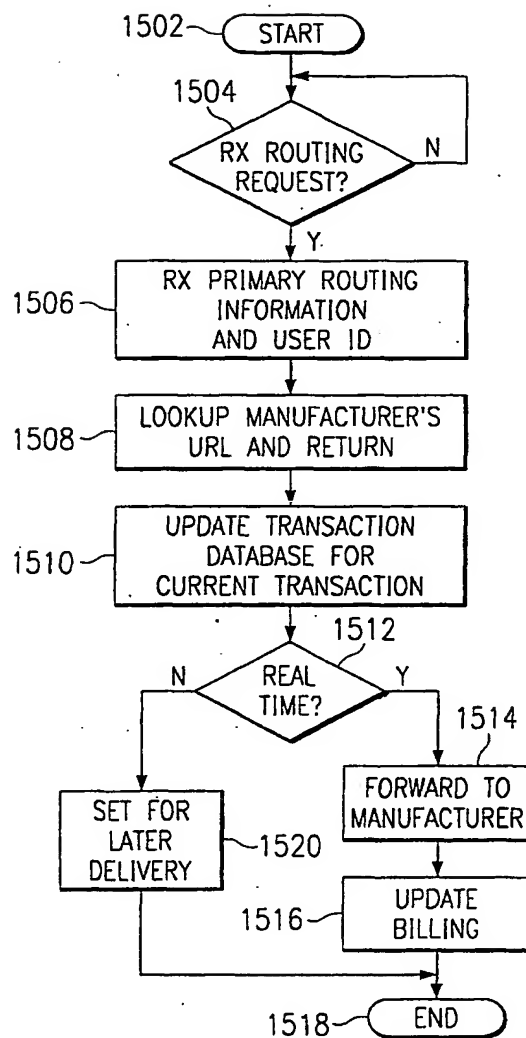 1502
START
1504
RX ROUTING
REQUEST?
N
Y
1506
RX PRIMARY ROUTING
INFORMATION
AND USER ID
1508
LOOKUP MANUFACTURER'S
URL AND RETURN
1510
UPDATE TRANSACTION
DATABASE FOR
CURRENT TRANSACTION
1512
N
REAL
TIME?
Y
1514
FORWARD TO
MANUFACTURER
SET FOR
LATER
DELIVERY
1520
1516
UPDATE
BILLING
1518
END